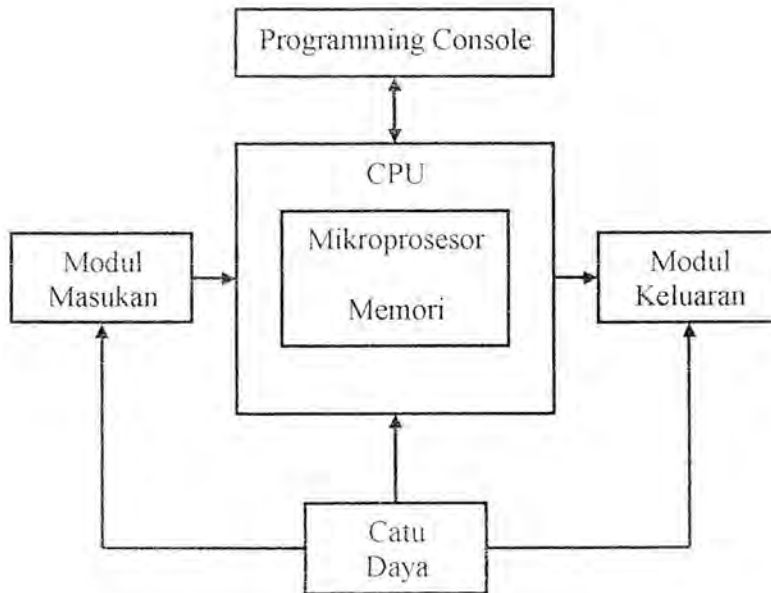 Programming Console
CPU
Mikroprosesor
Memori
Modul
Masukan
Modul
Keluaran
Catu
Daya